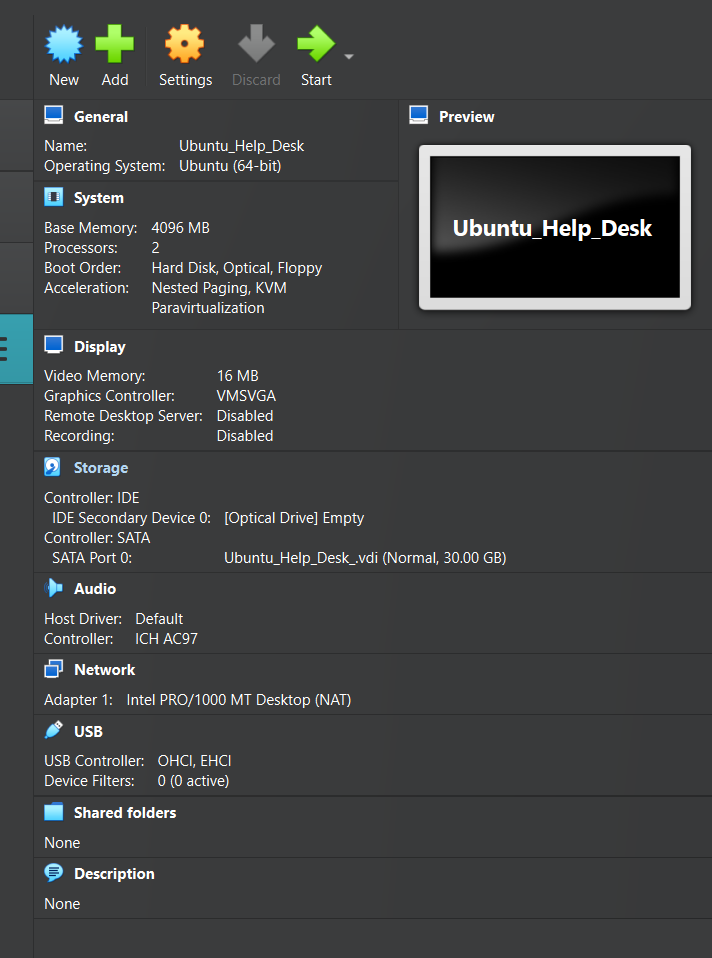 New Add Settings Discard Start
General
Name: Ubuntu_Help_Desk
Operating System: Ubuntu (64-bit)
Preview
Ubuntu_Help_Desk
System
Base Memory: 4096 MB
Processors: 2
Boot Order: Hard Disk, Optical, Floppy
Acceleration: Nested Paging, KVM
Paravirtualization
Display
Video Memory: 16 MB
Graphics Controller: VMSVGA
Remote Desktop Server: Disabled
Recording: Disabled
Storage
Controller: IDE
IDE Secondary Device 0: [Optical Drive] Empty
Controller: SATA
SATA Port 0: Ubuntu_Help_Desk_.vdi (Normal, 30.00 GB)
Audio
Host Driver: Default
Controller: ICH AC97
Network
Adapter 1: Intel PRO/1000 MT Desktop (NAT)
USB
USB Controller: OHCI, EHCI
Device Filters: 0 (0 active)
Shared folders
None
Description
None